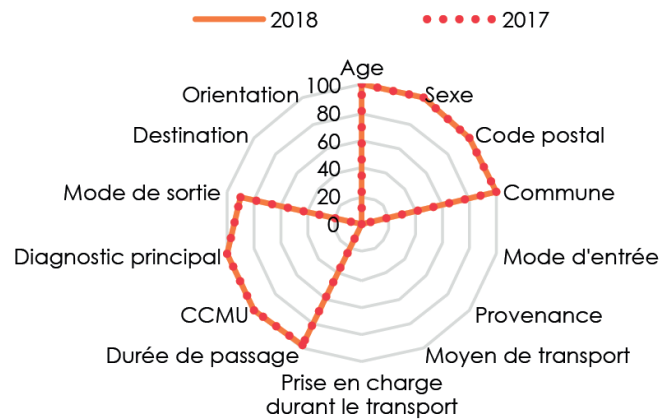 2018
2017
Age
Sexe
Code postal
Commune
Mode d'entrée
Provenance
Moyen de transport
Prise en charge
durant le transport
Durée de passage
CCMU
Diagnostic principal
Mode de sortie
Destination
Orientation
100
80
60
40
20
0